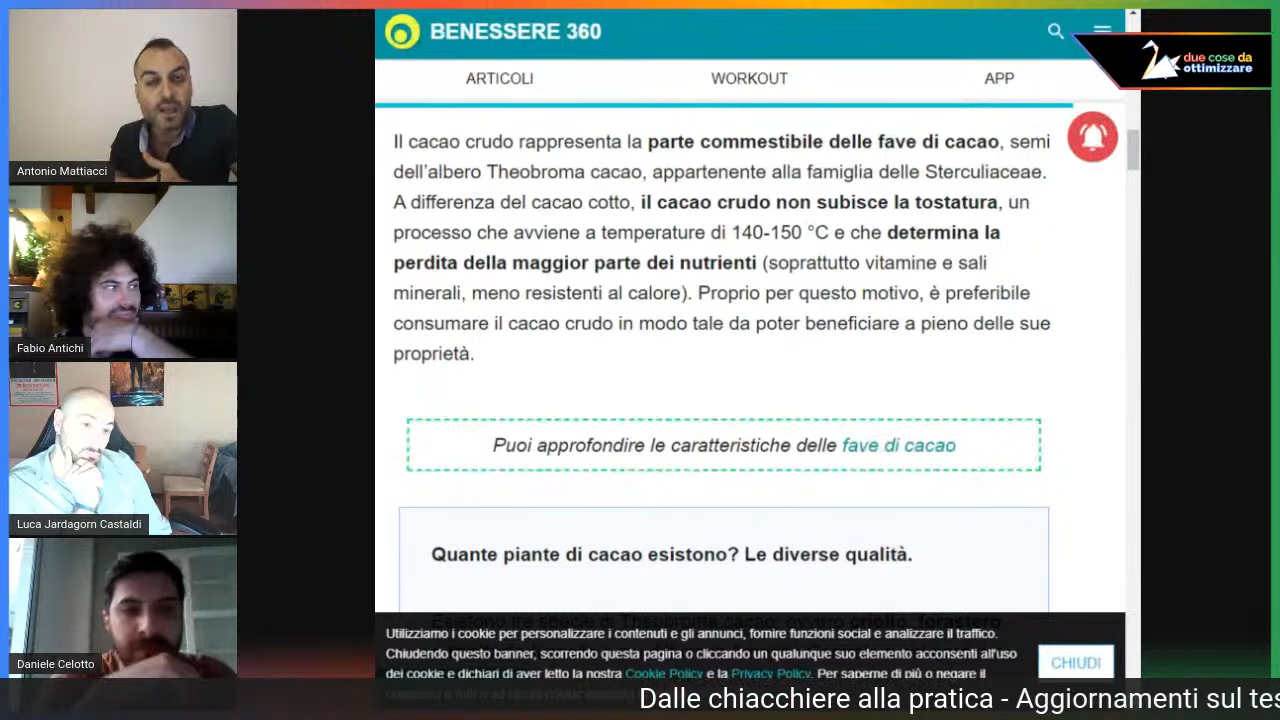 BENESSERE 360
due cose da
ottimizzare
ARTICOLI
WORKOUT
APP
Il cacao crudo rappresenta la parte commestibile delle fave di cacao, semi
dell'albero Theobroma cacao, appartenente alla famiglia delle Sterculiaceae.
A differenza del cacao cotto, il cacao crudo non subisce la tostatura, un
processo che avviene a temperature di 140-150 °C e che determina la
perdita della maggior parte dei nutrienti (soprattutto vitamine e sali
minerali, meno resistenti al calore). Proprio per questo motivo, è preferibile
consumare il cacao crudo in modo tale da poter beneficiare a pieno delle sue
proprietà.
Puoi approfondire le caratteristiche delle fave di cacao
Quante piante di cacao esistono? Le diverse qualità.
Utilizziamo i cookie per personalizzare i contenuti e gli annunci, fornire funzioni social e analizzare il traffico.
Chiudendo questo banner, scorrendo questa pagina o cliccando un qualunque suo elemento acconsenti all'uso
dei cookie e dichiari di aver letto la nostra Cookie Policy e la Privacy Policy. Per saperne di più o negare il
CHIUDI
Antonio Mattiacci
Fabio Antichi
Luca Jardagorn Castaldi
Daniele Celotto
Dalle chiacchiere alla pratica - Aggiornamenti sul tes